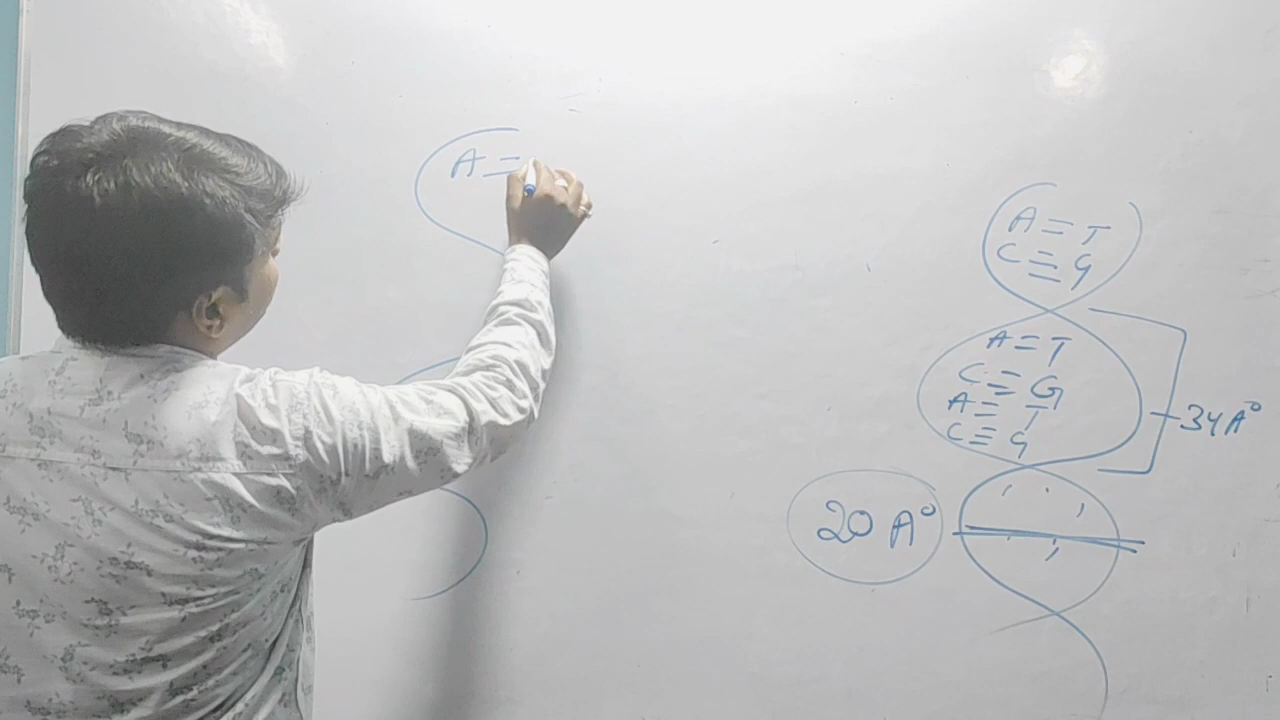 A =
A = T
C ≡ G
A = T
C = G
A = T
C ≡ G
34A°
20 A°